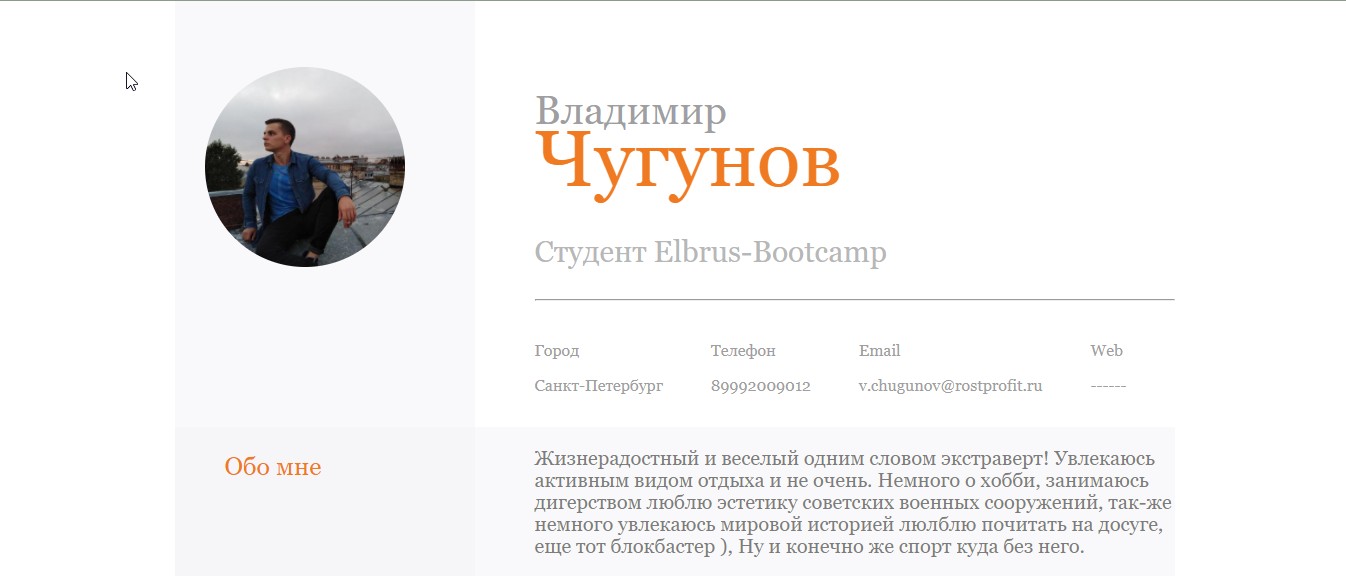 Владимир
Чугунов
Студент Elbrus-Bootcamp
Город Телефон Email Web
Санкт-Петербург 89992009012 v.chugunov@rostprofit.ru ------
Обо мне
Жизнерадостный и веселый одним словом экстраверт! Увлекаюсь
активным видом отдыха и не очень. Немного о хобби, занимаюсь
дигерством люблю эстетику советских военных сооружений, так-же
немного увлекаюсь мировой историей люлблю почитать на досуге,
еще тот блокбастер ), Ну и конечно же спорт куда без него.